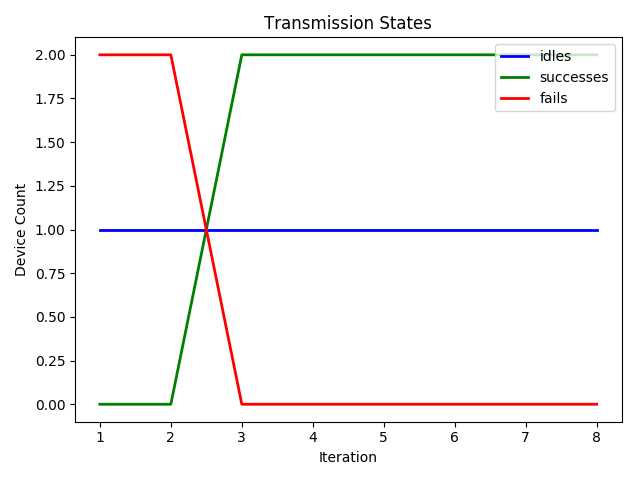 Transmission States
2.00
1.75
1.50
1.25
1.00
0.75
0.50
0.25
0.00
Device Count
idles
successes
fails
1 2 3 4 5 6 7 8
Iteration